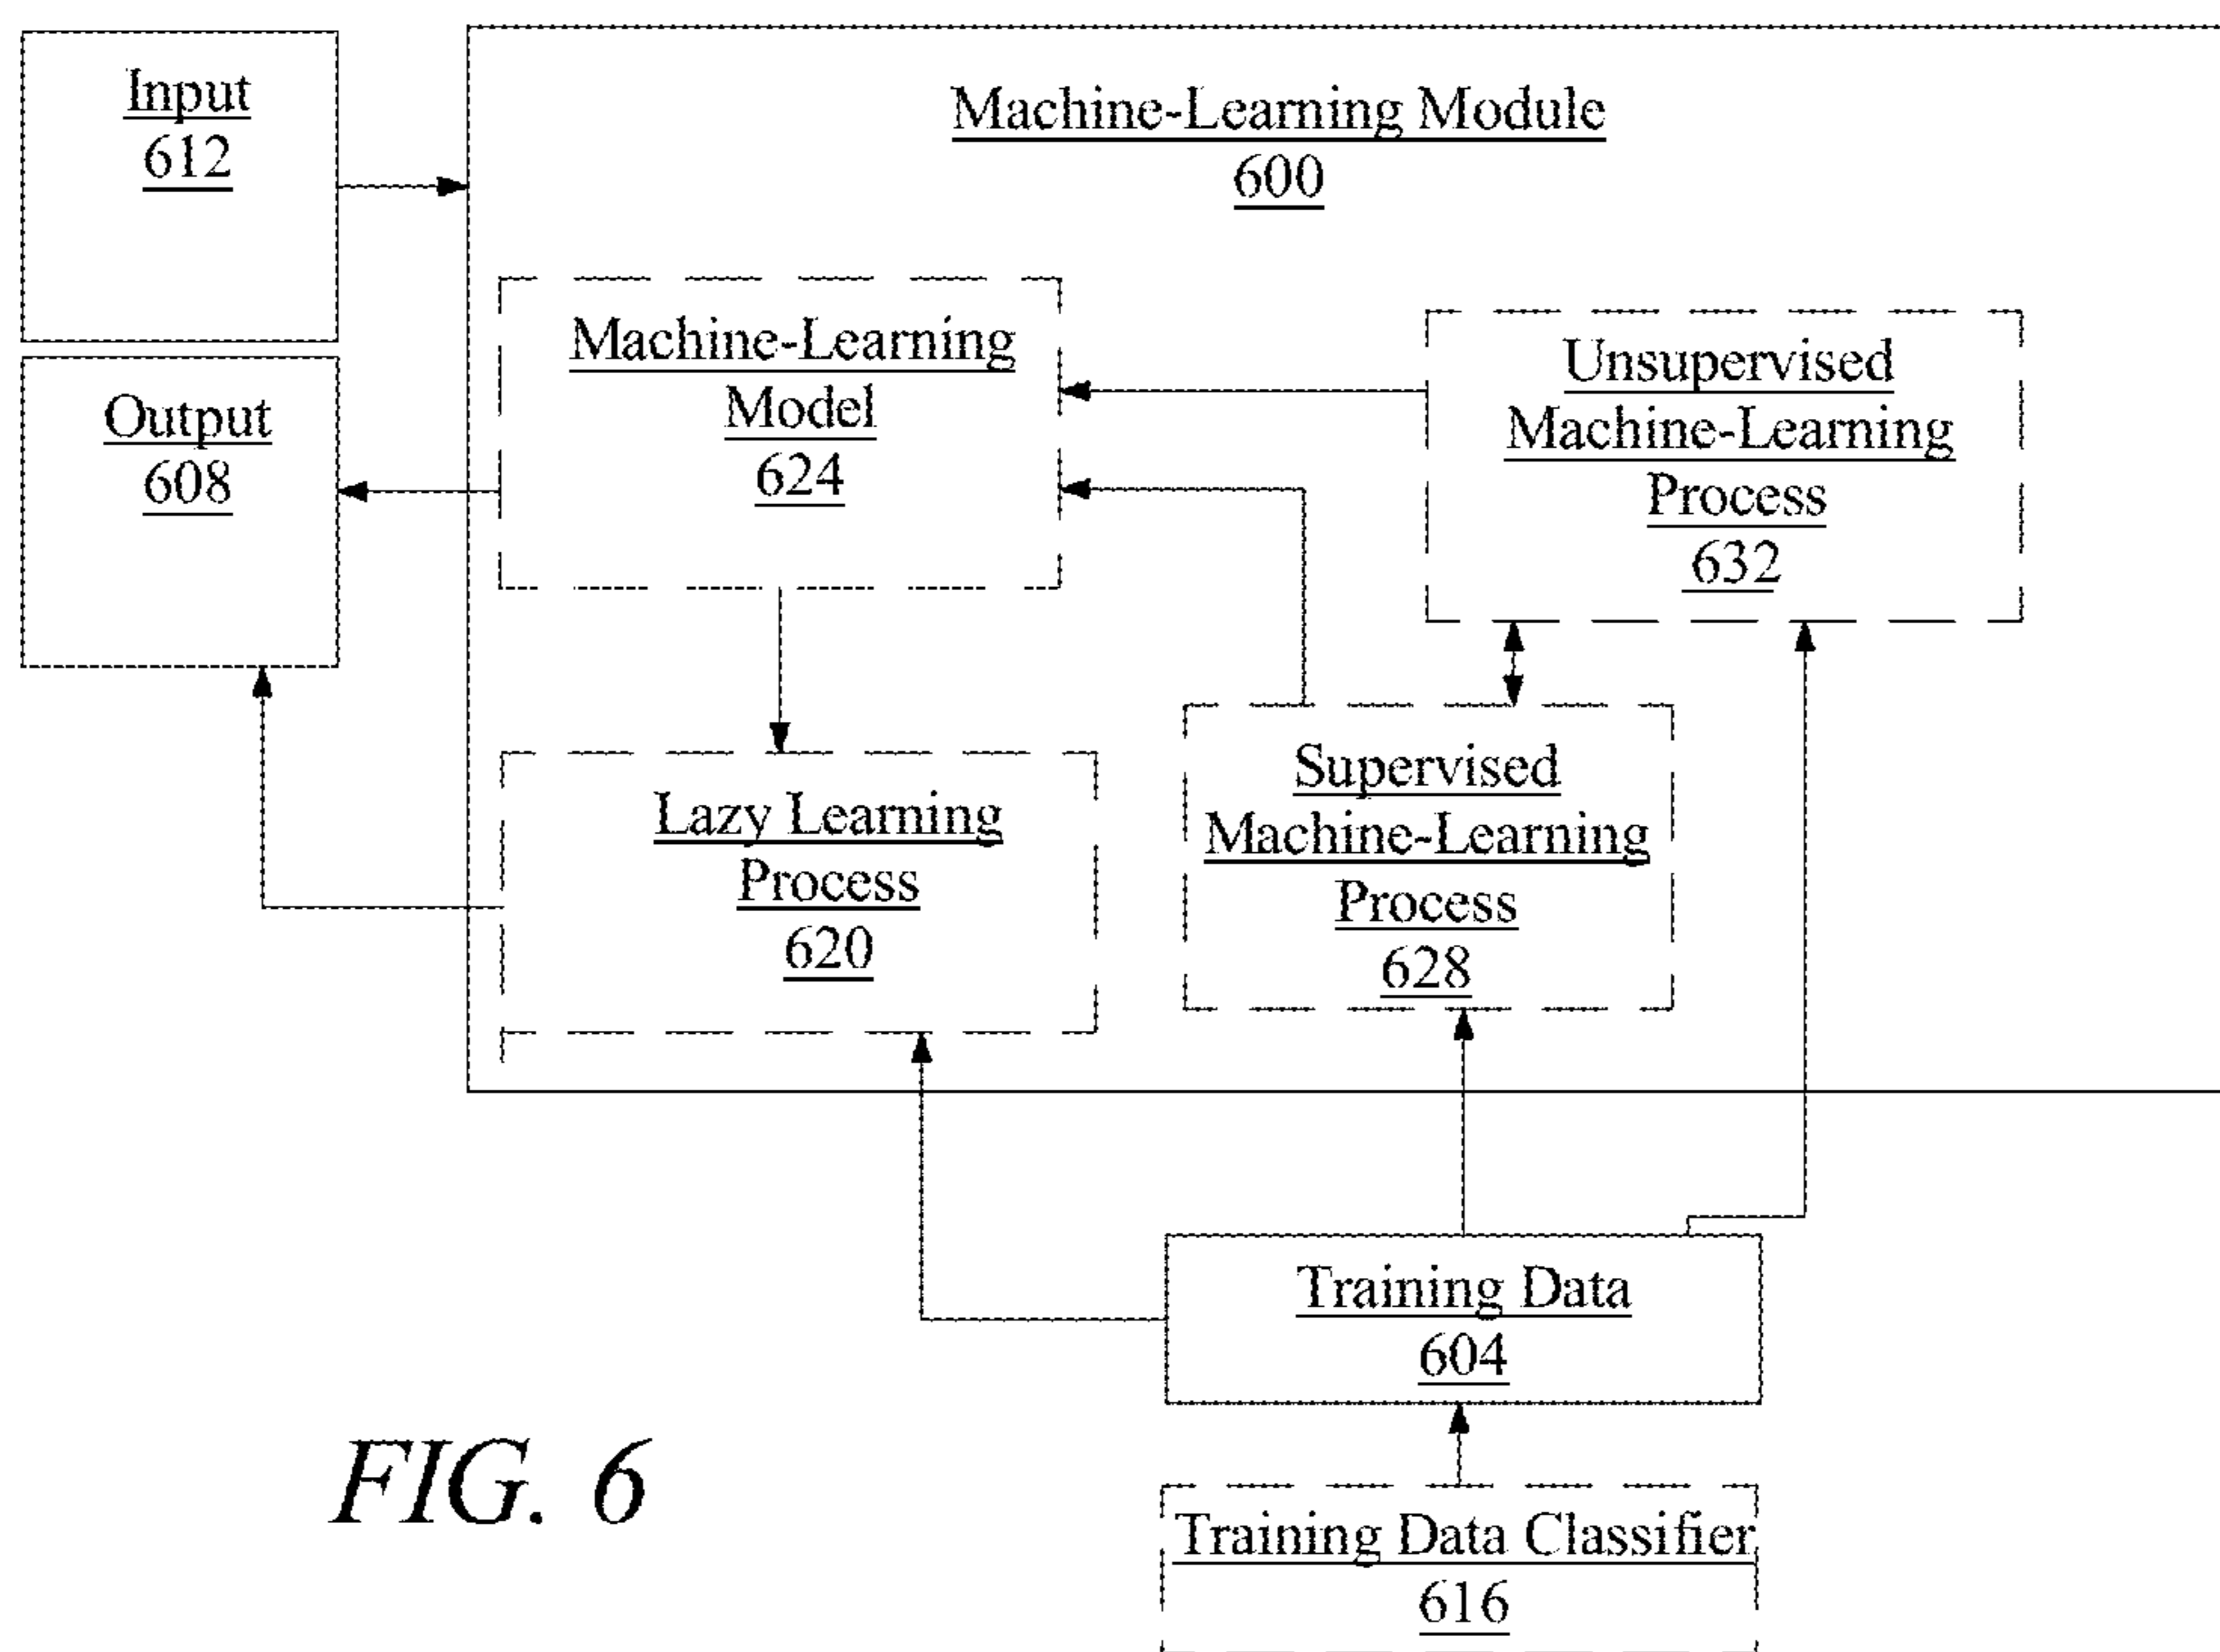 Input
612
Machine-Learning Module
600
Machine-Learning
Model
624
Unsupervised
Machine-Learning
Process
632
Output
608
Lazy Learning
Process
620
Supervised
Machine-Learning
Process
628
Training Data
604
Training Data Classifier
616
FIG. 6